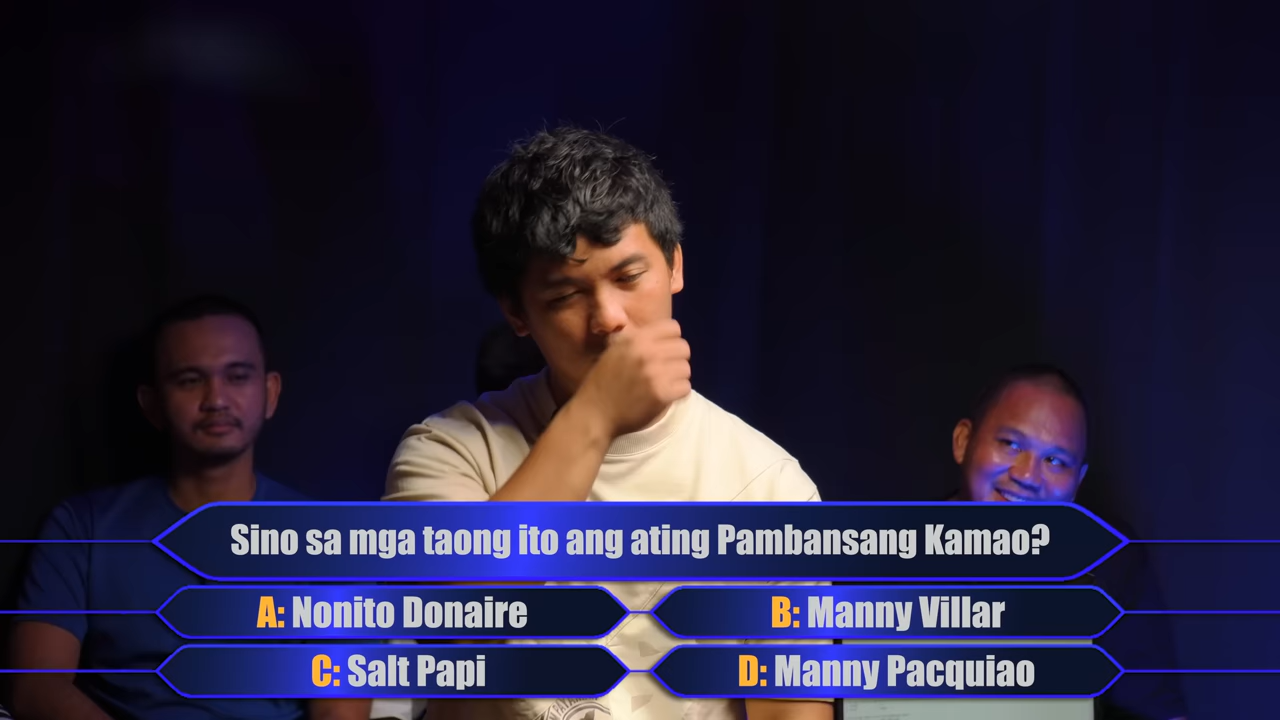 Sino sa mga taong ito ang ating Pambansang Kamao?
A: Nonito Donaire
B: Manny Villar
C: Salt Papi
D: Manny Pacquiao